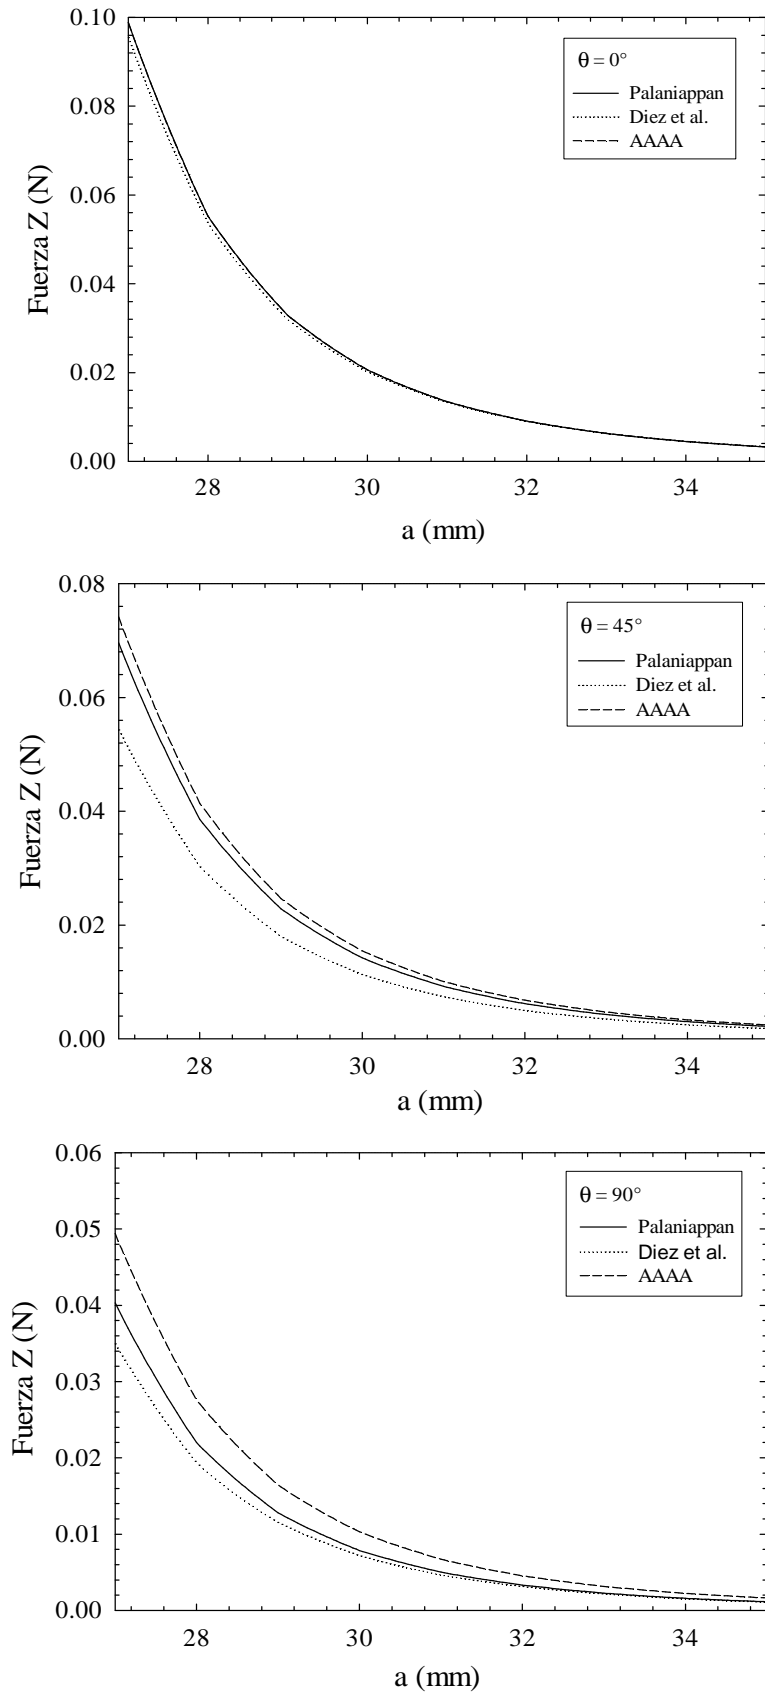 0.10
0.08
0.06
0.04
0.02
0.00
Fuerza Z (N)
θ = 0°
Palaniappan
Diez et al.
AAAA
28 30 32 34
a (mm)
0.08
0.06
0.04
0.02
0.00
Fuerza Z (N)
θ = 45°
Palaniappan
Diez et al.
AAAA
28 30 32 34
a (mm)
0.06
0.05
0.04
0.03
0.02
0.01
0.00
Fuerza Z (N)
θ = 90°
Palaniappan
Diez et al.
AAAA
28 30 32 34
a (mm)